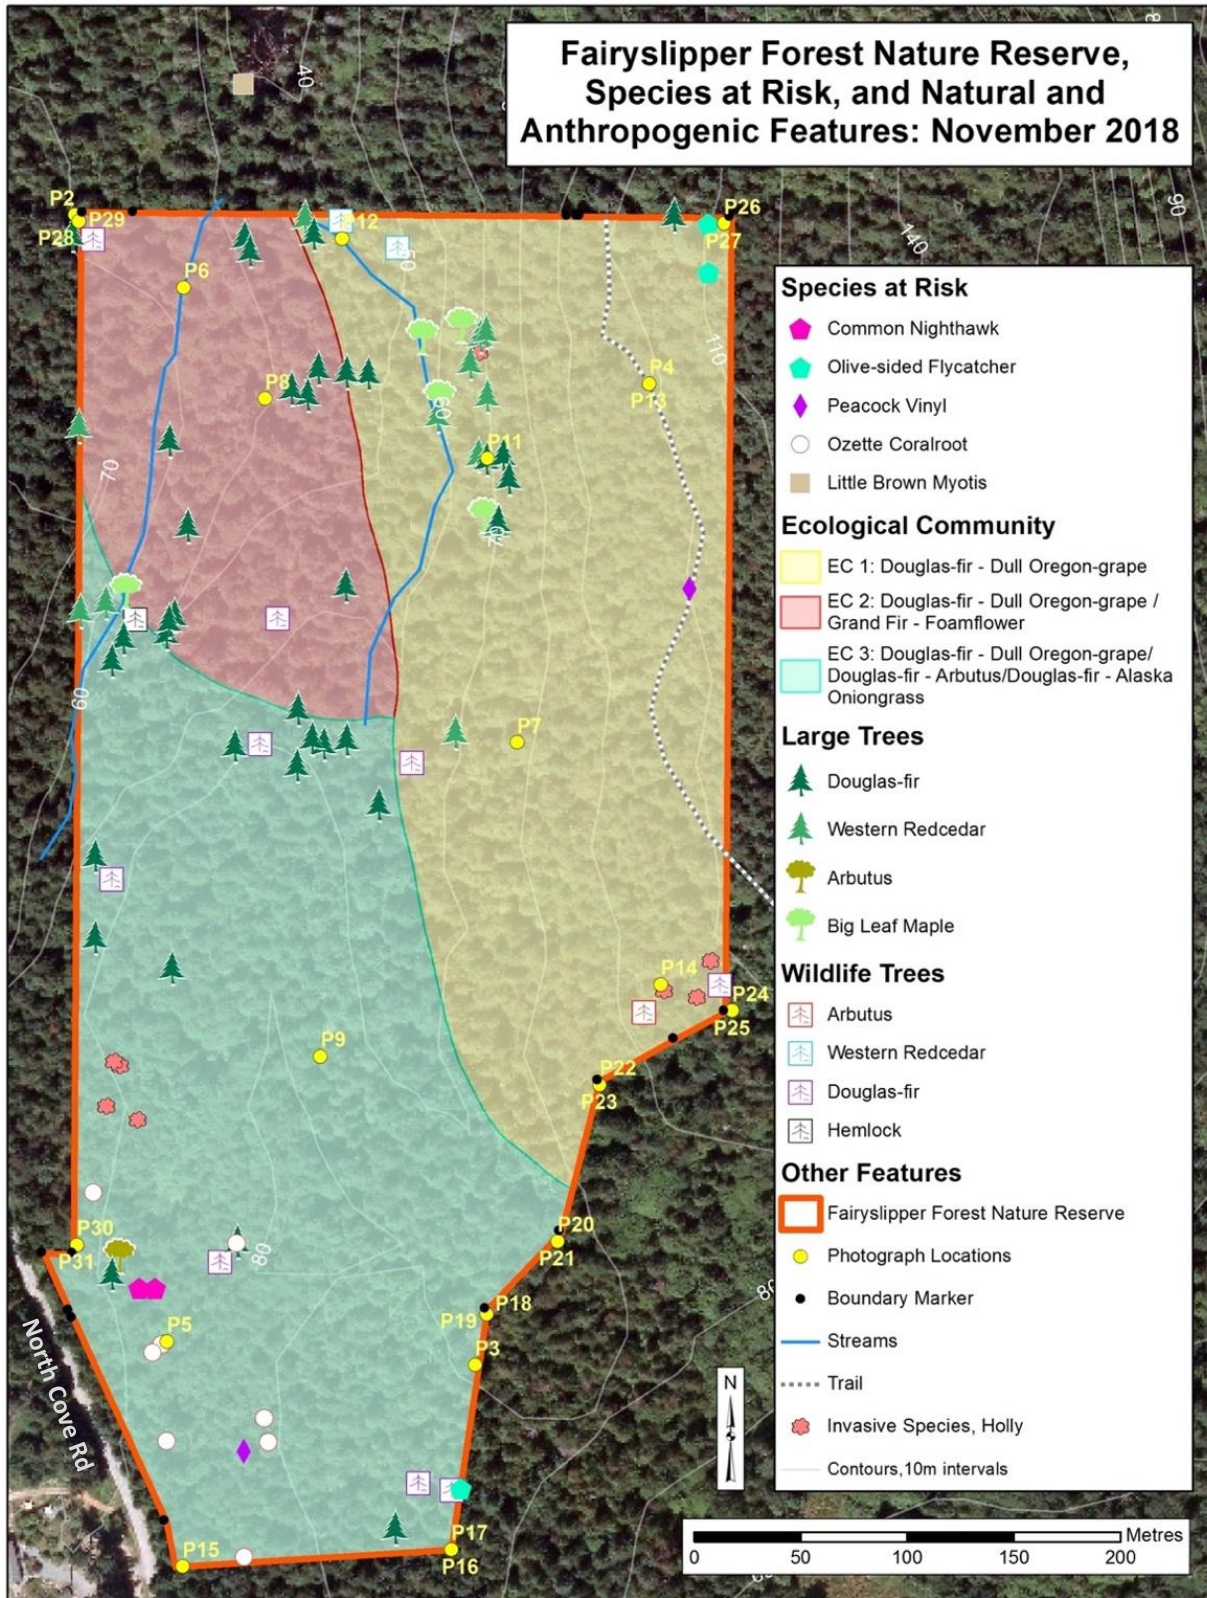 Fairyslipper Forest Nature Reserve,
Species at Risk, and Natural and
Anthropogenic Features: November 2018
40
90
140
P2
P29
P28
P12
P26
P27
50
110
P6
P8
P4
P13
60
P11
70
70
60
P7
P14
P24
P25
P9
P22
P23
P30
P31
P20
P21
80
80
P18
P19
P5
P3
North Cove Rd
P17
P16
P15
Species at Risk
Common Nighthawk
Olive-sided Flycatcher
Peacock Vinyl
Ozette Coralroot
Little Brown Myotis
Ecological Community
EC 1: Douglas-fir - Dull Oregon-grape
EC 2: Douglas-fir - Dull Oregon-grape /
Grand Fir - Foamflower
EC 3: Douglas-fir - Dull Oregon-grape/
Douglas-fir - Arbutus/Douglas-fir - Alaska
Oniongrass
Large Trees
Douglas-fir
Western Redcedar
Arbutus
Big Leaf Maple
Wildlife Trees
Arbutus
Western Redcedar
Douglas-fir
Hemlock
Other Features
Fairyslipper Forest Nature Reserve
Photograph Locations
Boundary Marker
Streams
Trail
Invasive Species, Holly
Contours,10m intervals
N
Metres
0 50 100 150 200